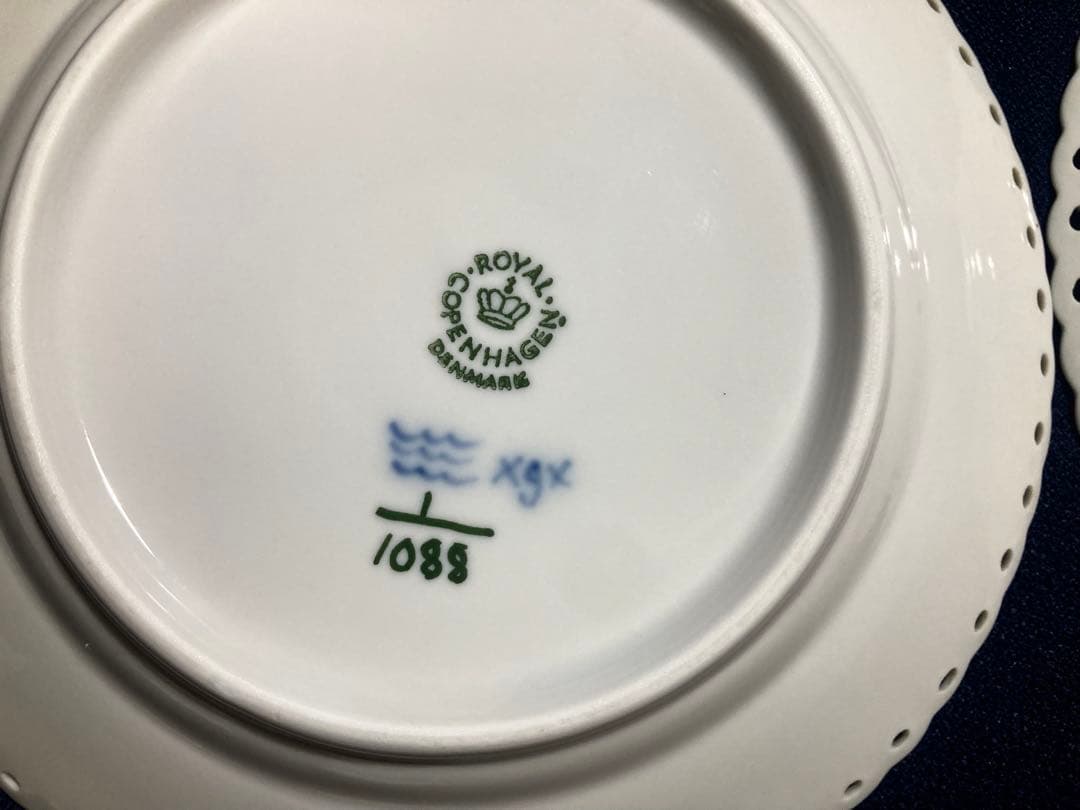 ROYAL
COPENHAGEN
DENMARK
xgx
1
1088